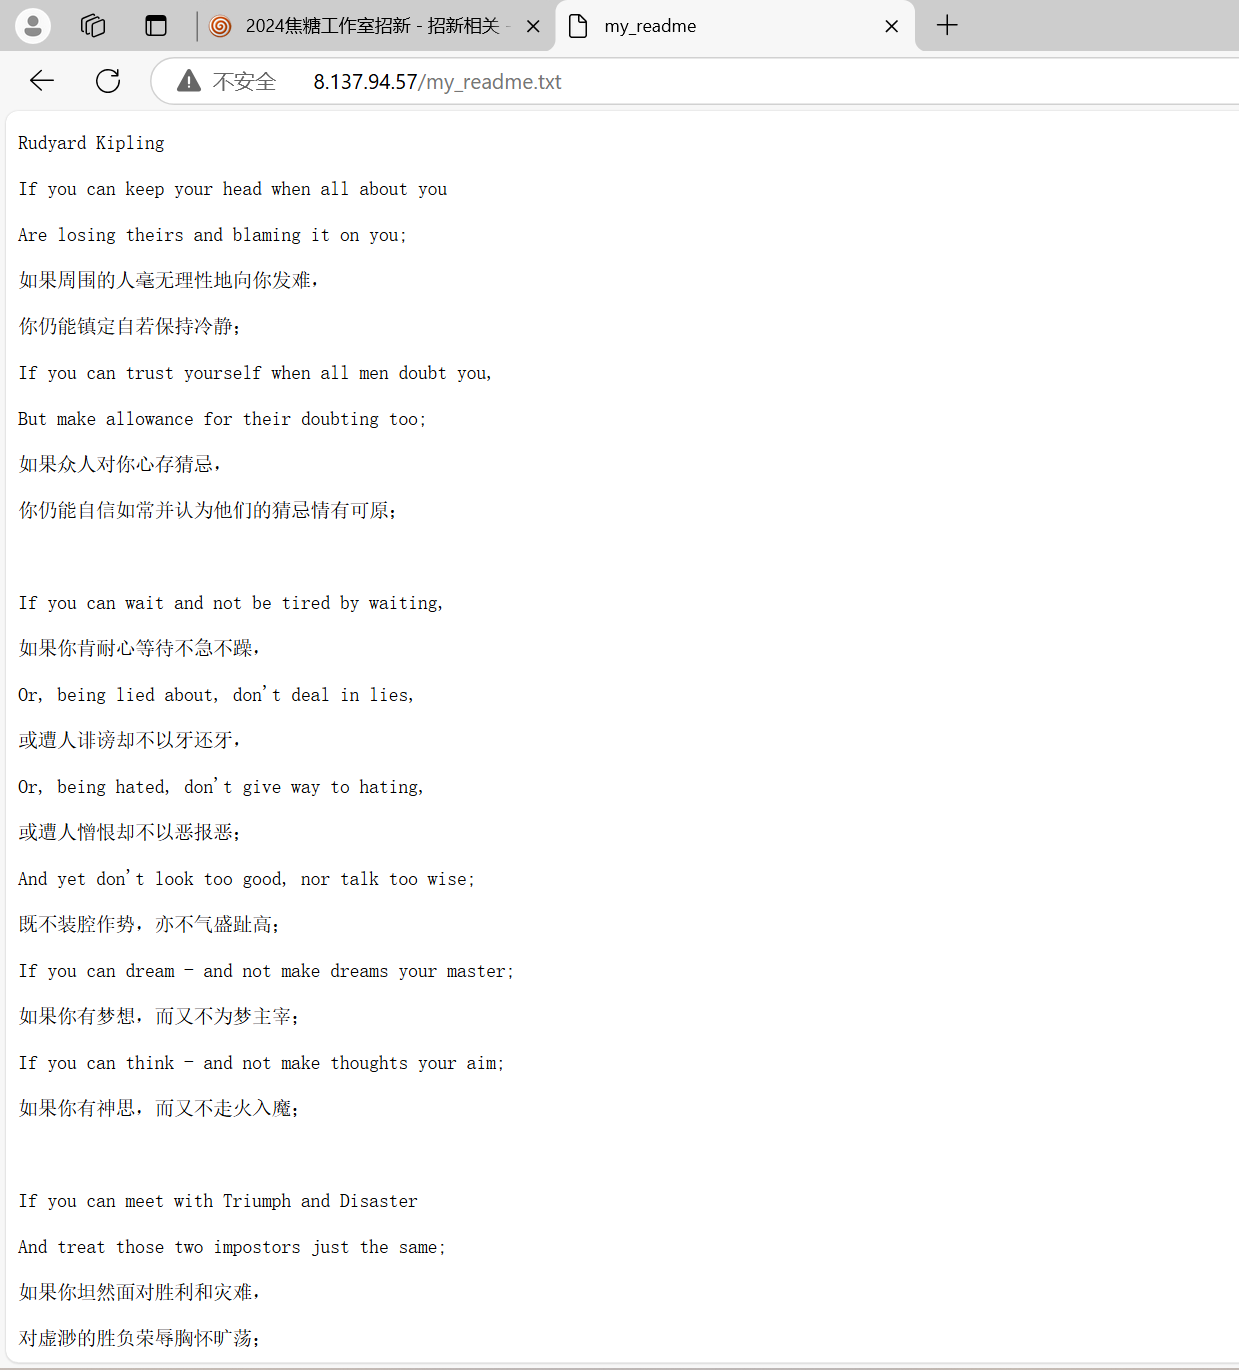 2024焦糖工作室招新 - 招新相关 -
my_readme
不安全 8.137.94.57/my_readme.txt
Rudyard Kipling
If you can keep your head when all about you
Are losing theirs and blaming it on you;
如果周围的人毫无理性地向你发难，
你仍能镇定自若保持冷静；
If you can trust yourself when all men doubt you,
But make allowance for their doubting too;
如果众人对你心存猜忌，
你仍能自信如常并认为他们的猜忌情有可原；
If you can wait and not be tired by waiting,
如果你肯耐心等待不急不躁，
Or, being lied about, don't deal in lies,
或遭人诽谤却不以牙还牙，
Or, being hated, don't give way to hating,
或遭人憎恨却不以恶报恶；
And yet don't look too good, nor talk too wise;
既不装腔作势，亦不气盛趾高；
If you can dream - and not make dreams your master;
如果你有梦想，而又不为梦主宰；
If you can think - and not make thoughts your aim;
如果你有神思，而又不走火入魔；
If you can meet with Triumph and Disaster
And treat those two impostors just the same;
如果你坦然面对胜利和灾难，
对虚渺的胜负荣辱胸怀旷荡；